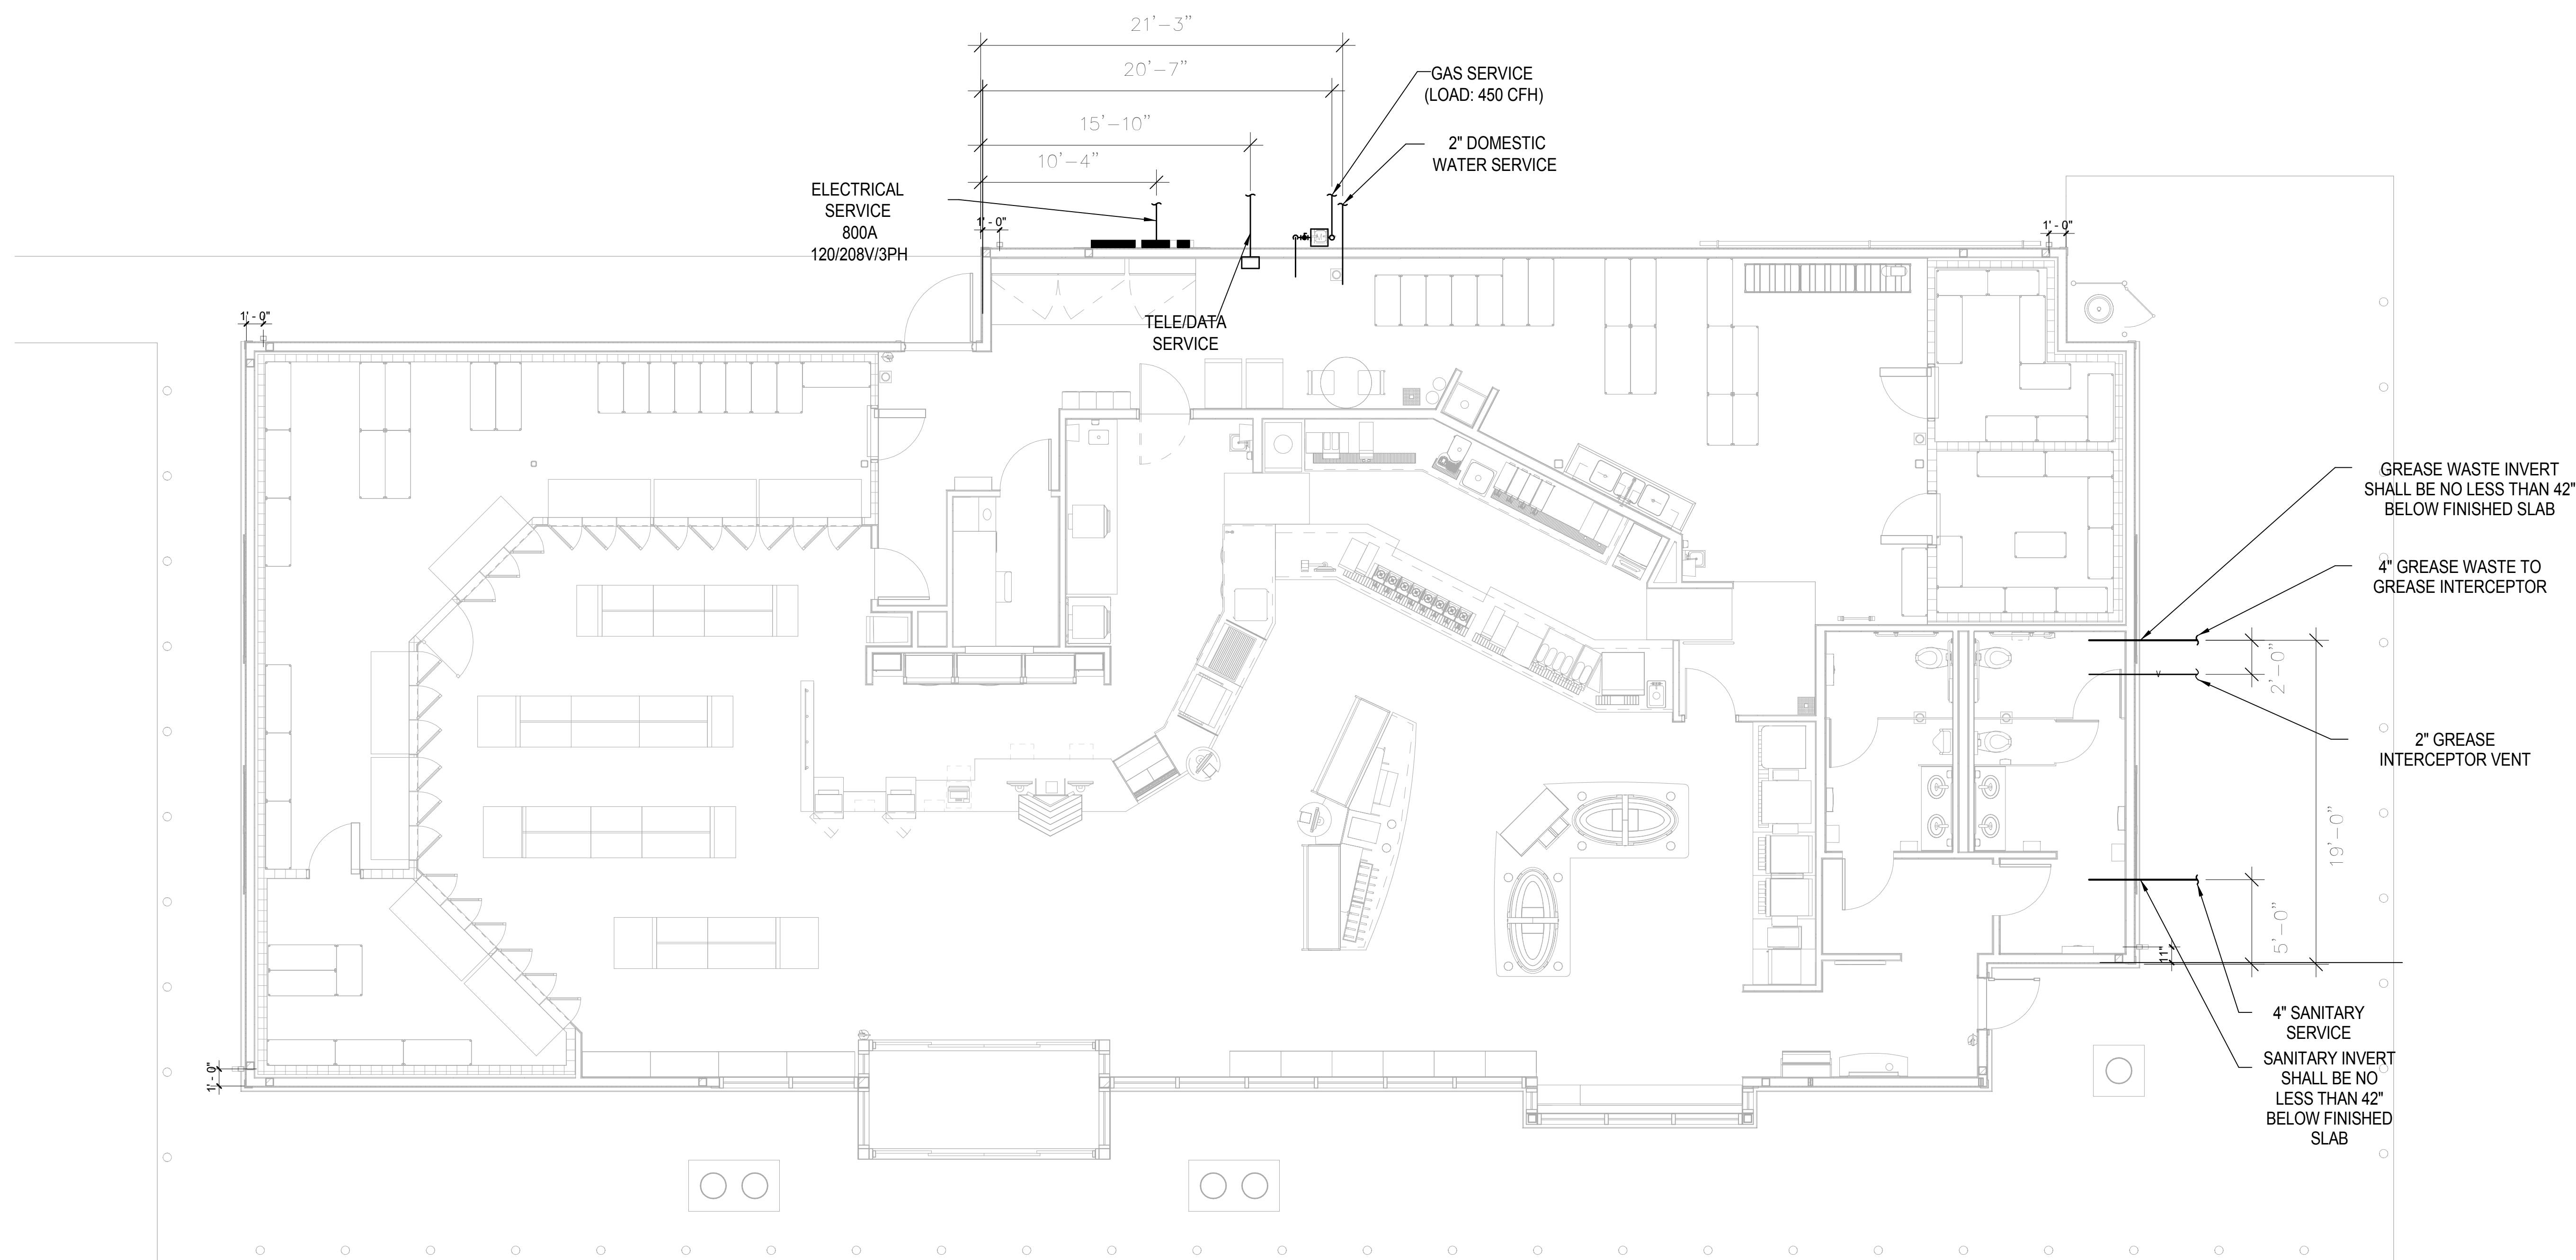 21'-3"
20'-7"
15'-10"
10'-4"
GAS SERVICE
(LOAD: 450 CFH)
2" DOMESTIC
WATER SERVICE
ELECTRICAL
SERVICE
800A
120/208V/3PH
1' - 0"
1' - 0"
1' - 0"
TELE/DATA
SERVICE
GREASE WASTE INVERT
SHALL BE NO LESS THAN 42"
BELOW FINISHED SLAB
4" GREASE WASTE TO
GREASE INTERCEPTOR
2'-0"
V
2" GREASE
INTERCEPTOR VENT
19'-0"
5'-0"
11"
4" SANITARY
SERVICE
SANITARY INVERT
SHALL BE NO
LESS THAN 42"
BELOW FINISHED
SLAB
1' - 0"